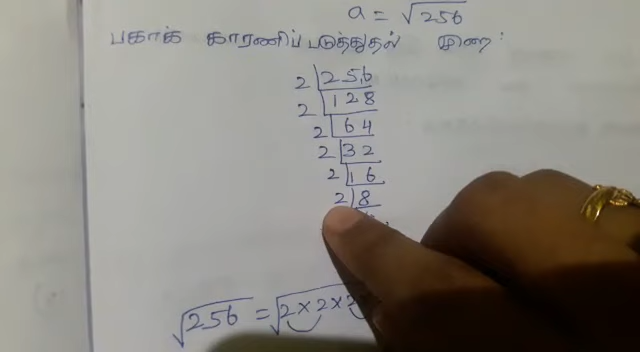 a = √256
பகாக் காரணிப் படுத்துதல் முறை:
2 | 256
2 | 128
2 | 64
2 | 32
2 | 16
2 | 8
√256 = √2×2×2